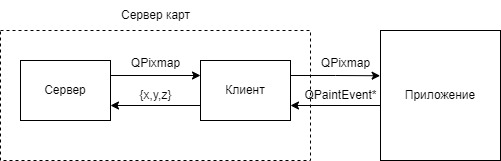 Сервер карт
QPixmap
QPixmap
Сервер
Клиент
Приложение
{x,y,z}
QPaintEvent*